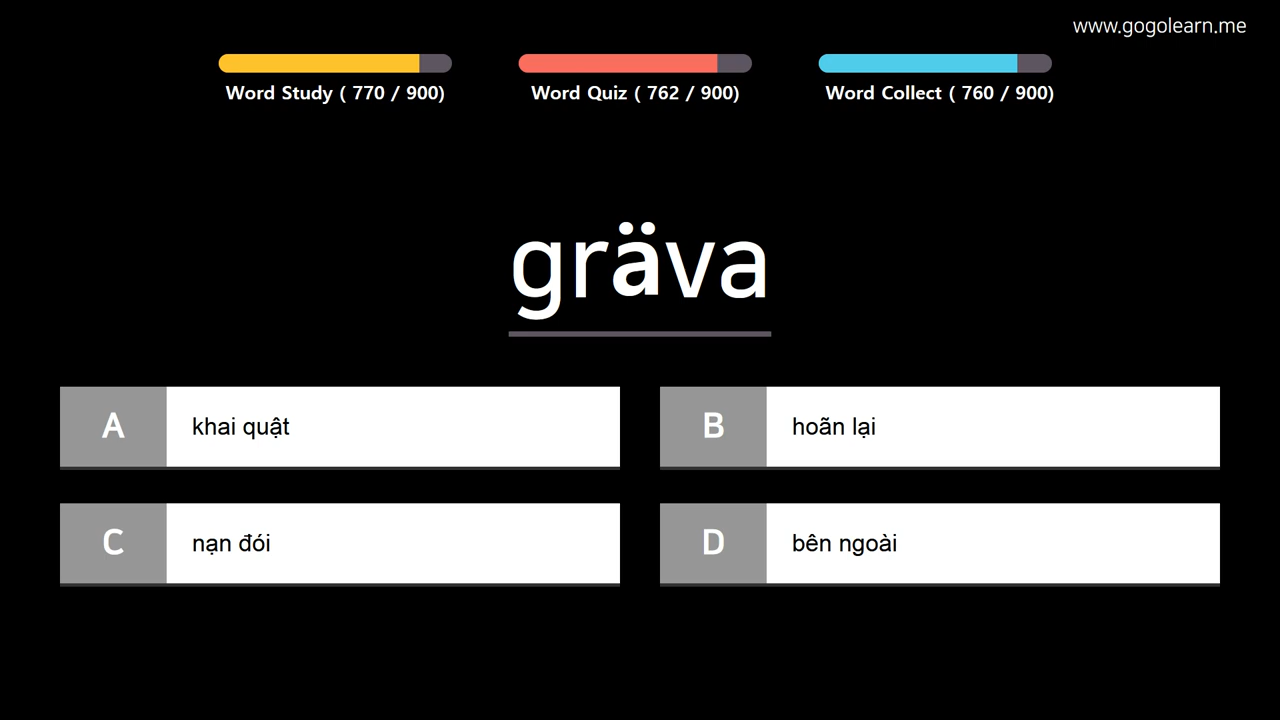 www.gogolearn.me
Word Study ( 770 / 900)
Word Quiz ( 762 / 900)
Word Collect ( 760 / 900)
gräva
A khai quật
B hoãn lại
C nạn đói
D bên ngoài